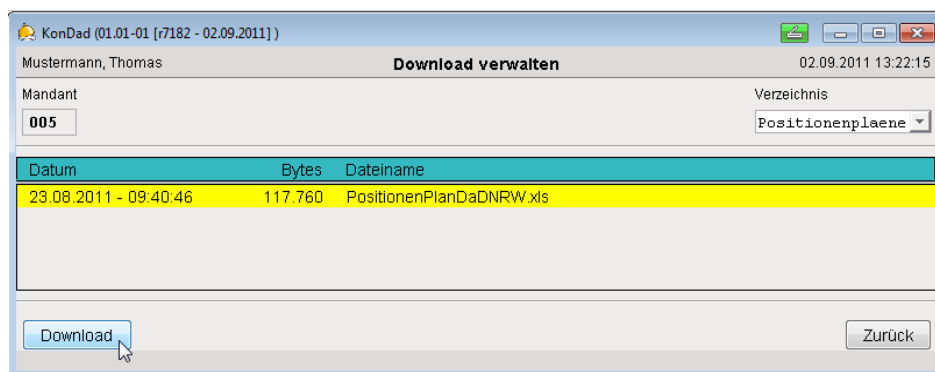 KonDad (01.01-01 [r7182 - 02.09.2011] )
Mustermann, Thomas Download verwalten 02.09.2011 13:22:15
Mandant Verzeichnis
005 Positionenplaene
Datum Bytes Dateiname
23.08.2011 - 09:40:46 117.760 PositionenPlanDaDNRW.xls
Download Zurück